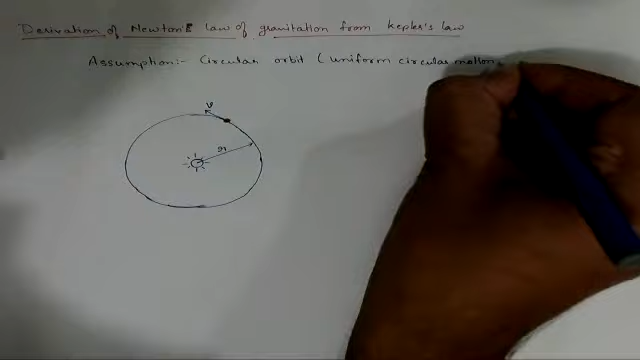 Derivation of Newton's law of gravitation from Kepler's law
Assumption:- Circular orbit (uniform circular motion
v
r